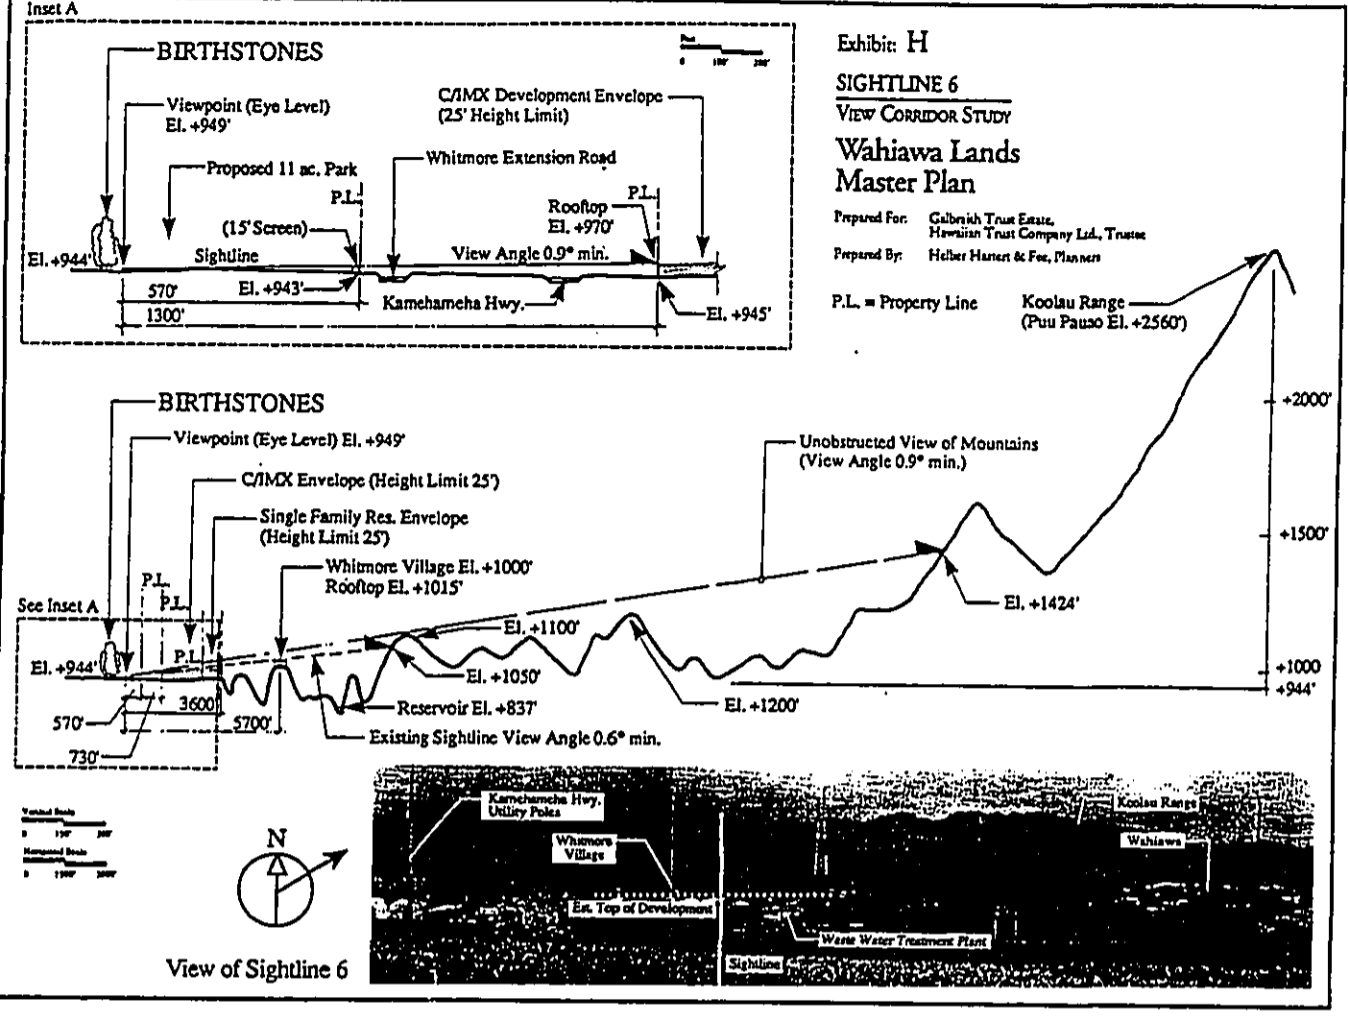 Inset A
BIRTHSTONES
Viewpoint (Eye Level)
El. +949'
Proposed 11 ac. Park
P.L.
(15' Screen)
El. +944'
Sightline
El. +943'
570'
1300'
C/IMX Development Envelope
(25' Height Limit)
Whitmore Extension Road
P.L.
Rooftop
El. +970'
View Angle 0.9° min.
Kamehameha Hwy.
El. +945'
0 100' 200'
Exhibit: H
SIGHTLINE 6
VIEW CORRIDOR STUDY
Wahiawa Lands
Master Plan
Prepared For: Galbraith Trust Estate,
Hawaiian Trust Company Ltd., Trustee
Prepared By: Helber Hastert & Fee, Planners
P.L. = Property Line
Koolau Range
(Puu Pauao El. +2560')
+2000'
+1500'
+1000
+944'
BIRTHSTONES
Viewpoint (Eye Level) El. +949'
C/IMX Envelope (Height Limit 25')
Single Family Res. Envelope
(Height Limit 25')
Whitmore Village El. +1000'
Rooftop El. +1015'
P.L.
P.L.
P.L.
See Inset A
El. +944'
570'
730'
3600'
5700'
Unobstructed View of Mountains
(View Angle 0.9° min.)
El. +1424'
El. +1100'
El. +1050'
El. +1200'
Reservoir El. +837'
Existing Sightline View Angle 0.6° min.
N
View of Sightline 6
Kamehameha Hwy.
Utility Poles
Whitmore
Village
Est. Top of Development
Koolau Range
Wahiawa
Waste Water Treatment Plant
Sightline